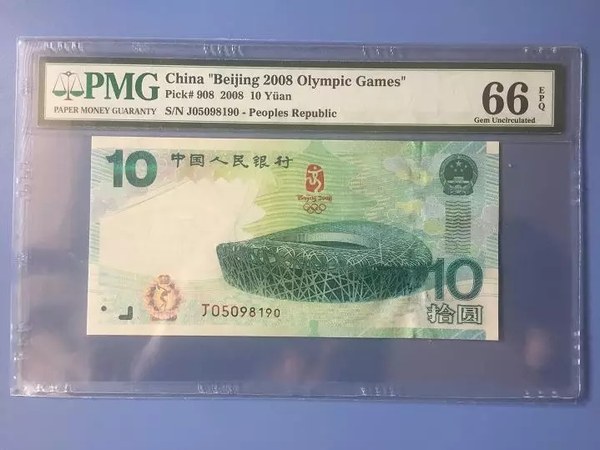 PMG
PAPER MONEY GUARANTY
China "Beijing 2008 Olympic Games"
Pick# 908 2008 10 Yüan
S/N J05098190 - Peoples Republic
66 EPQ
Gem Uncirculated
10 中国人民银行
Beijing 2008
10
拾圆
J05098190